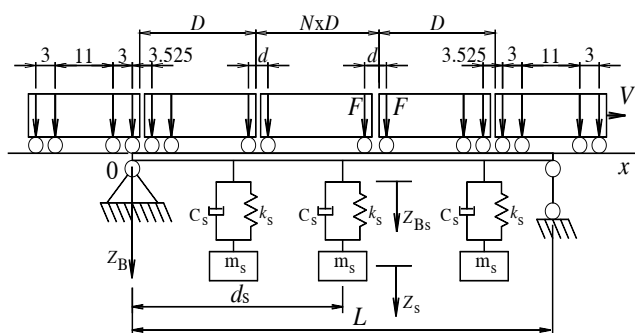 D NxD D
3 11 3 3.525 d d 3.525 3 11 3
F F V
0 x
Cs ks Cs ks ZBs Cs ks
ZB ms ms Zs ms
ds
L